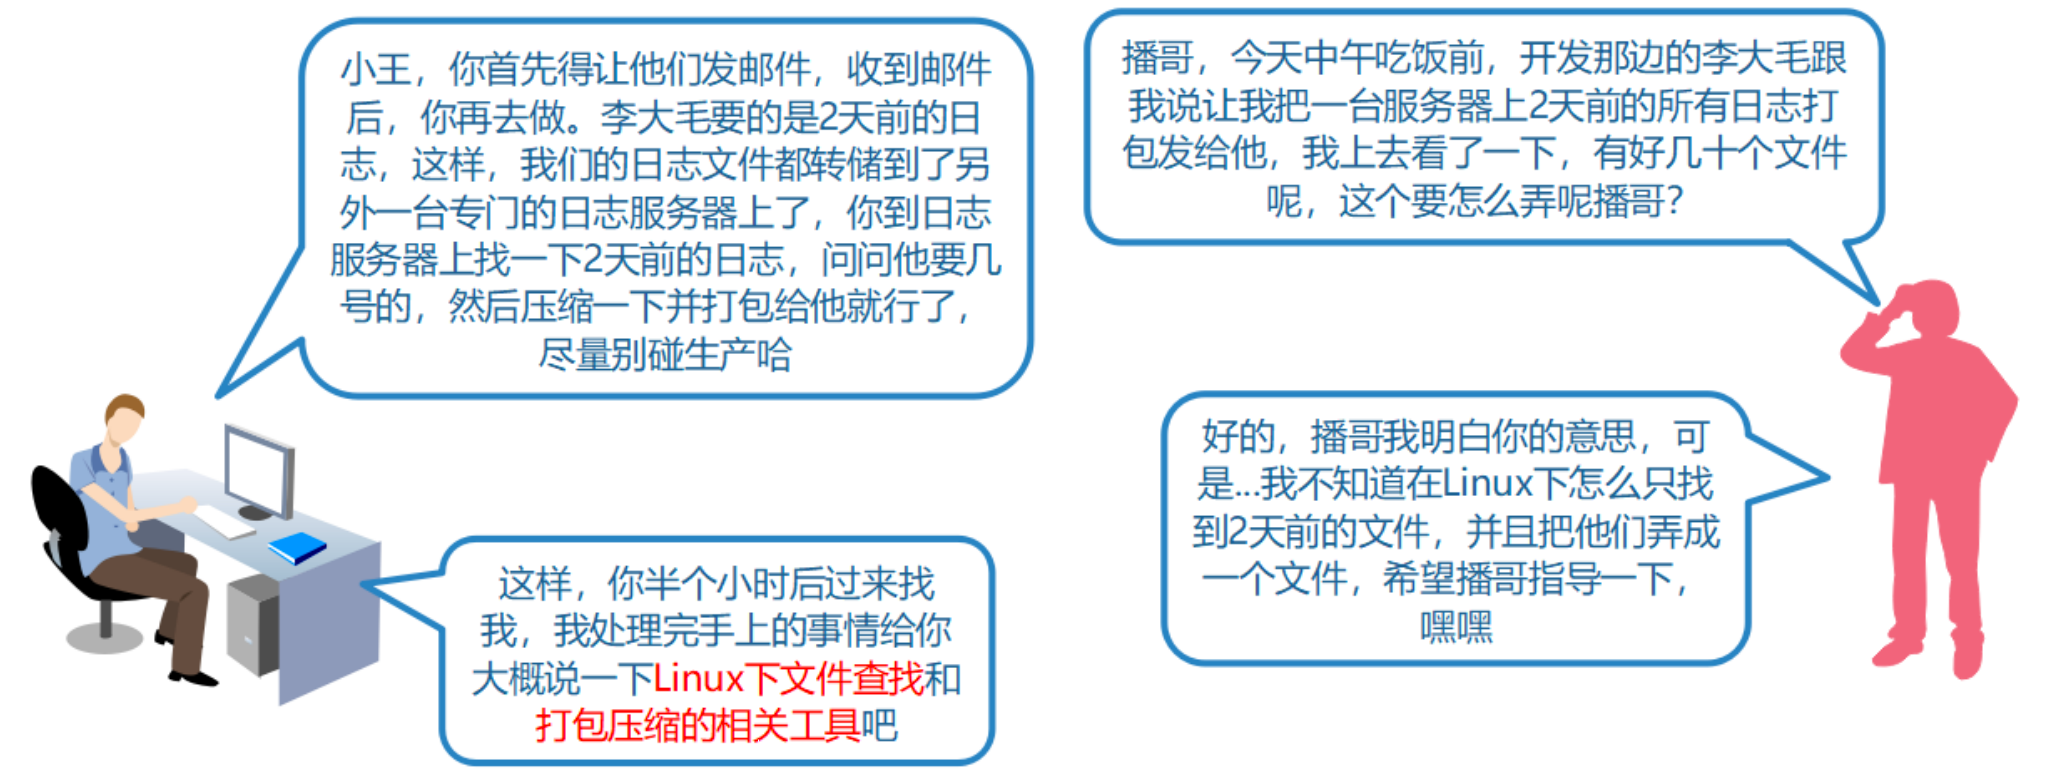 播哥，今天中午吃饭前，开发那边的李大毛跟
我说让我把一台服务器上2天前的所有日志打
包发给他，我上去看了一下，有好几十个文件
呢，这个要怎么弄呢播哥？
小王，你首先得让他们发邮件，收到邮件
后，你再去做。李大毛要的是2天前的日
志，这样，我们的日志文件都转储到了另
外一台专门的日志服务器上了，你到日志
服务器上找一下2天前的日志，问问他要几
号的，然后压缩一下并打包给他就行了，
尽量别碰生产哈
好的，播哥我明白你的意思，可
是...我不知道在Linux下怎么只找
到2天前的文件，并且把他们弄成
一个文件，希望播哥指导一下，
嘿嘿
这样，你半个小时后过来找
我，我处理完手上的事情给你
大概说一下Linux下文件查找和
打包压缩的相关工具吧